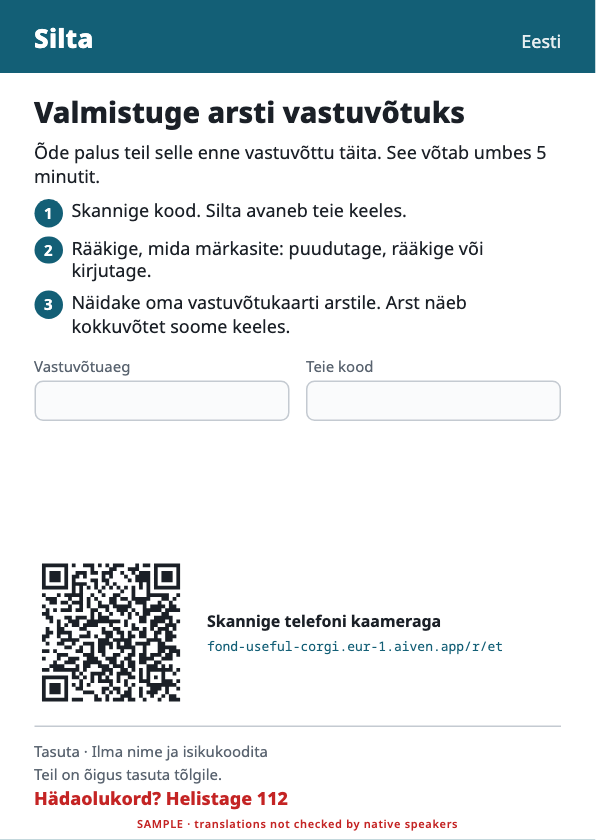 Silta
Eesti
Valmistuge arsti vastuvõtuks
Õde palus teil selle enne vastuvõttu täita. See võtab umbes 5
minutit.
1 Skannige kood. Silta avaneb teie keeles.
2 Rääkige, mida märkasite: puudutage, rääkige või
kirjutage.
3 Näidake oma vastuvõtukaarti arstile. Arst näeb
kokkuvõtet soome keeles.
Vastuvõtuaeg
Teie kood
Skannige telefoni kaameraga
fond-useful-corgi.eur-1.aiven.app/r/et
Tasuta · Ilma nime ja isikukoodita
Teil on õigus tasuta tõlgile.
Hädaolukord? Helistage 112
SAMPLE · translations not checked by native speakers